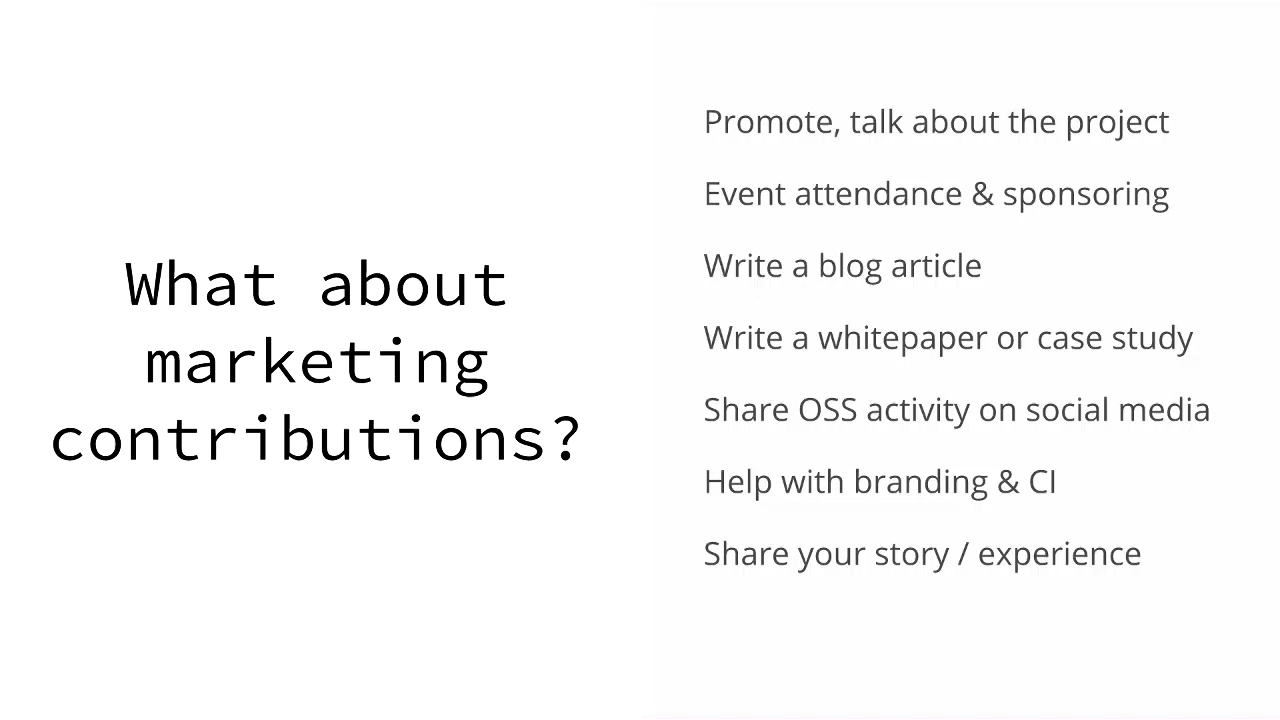 What about
marketing
contributions?
Promote, talk about the project
Event attendance & sponsoring
Write a blog article
Write a whitepaper or case study
Share OSS activity on social media
Help with branding & CI
Share your story / experience